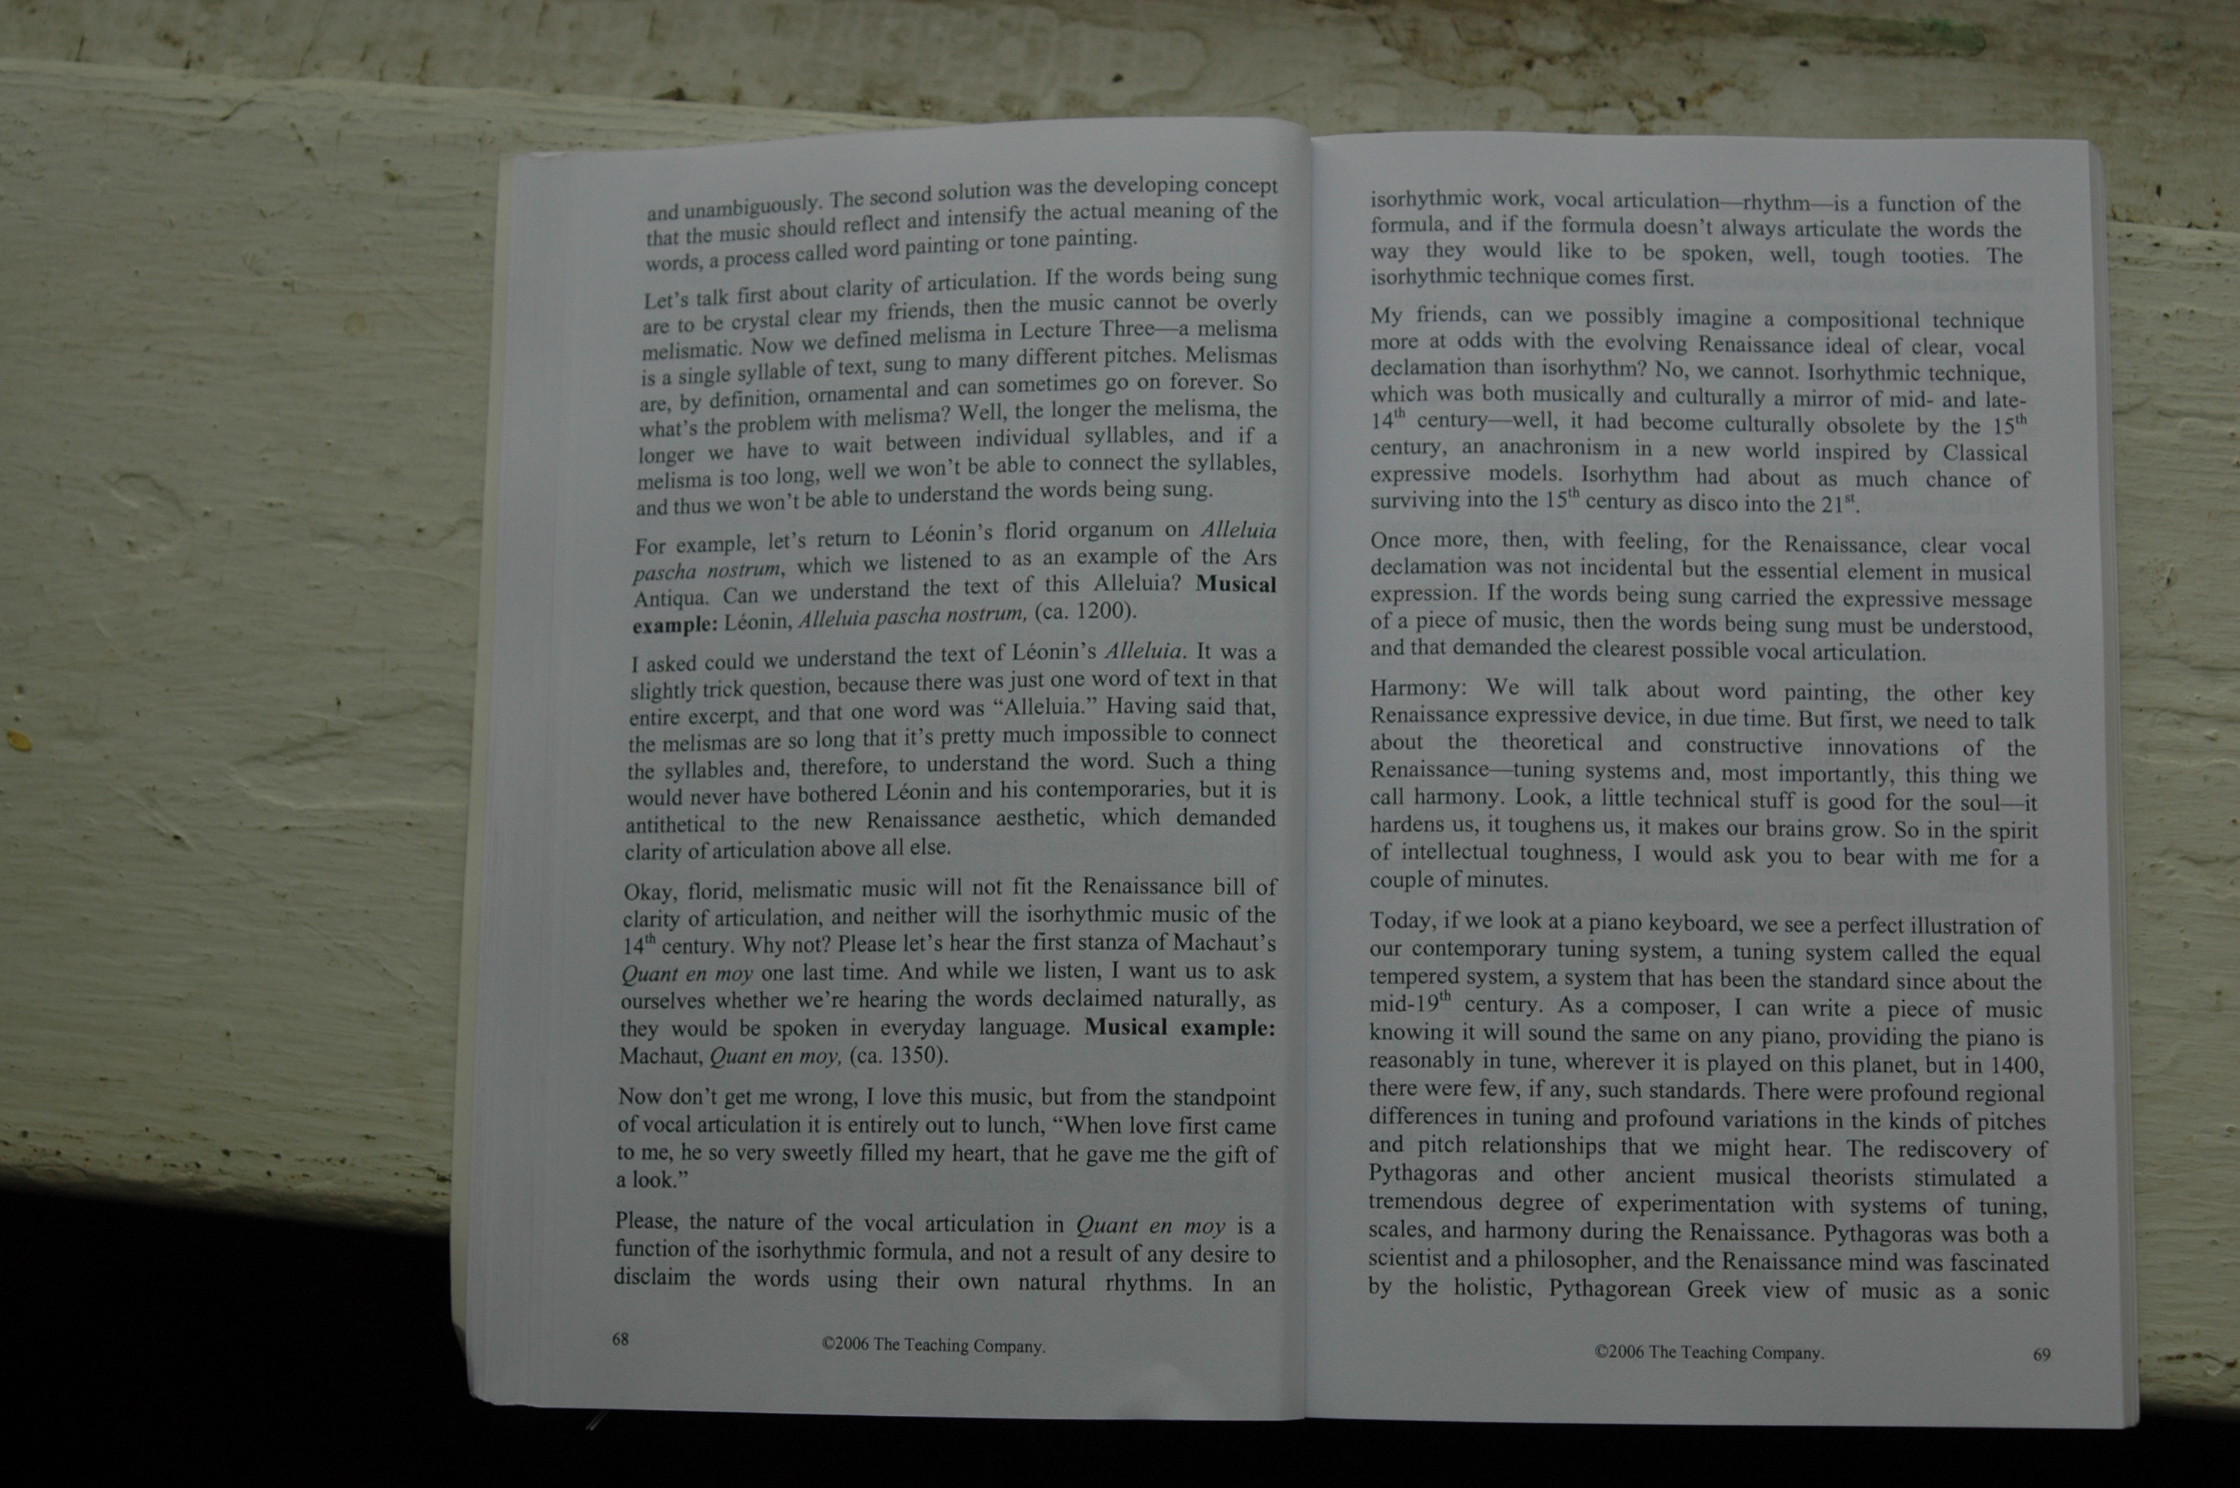 and unambiguously. The second solution was the developing concept
that the music should reflect and intensify the actual meaning of the
words, a process called word painting or tone painting.
Let's talk first about clarity of articulation. If the words being sung
are to be crystal clear my friends, then the music cannot be overly
melismatic. Now we defined melisma in Lecture Three—a melisma
is a single syllable of text, sung to many different pitches. Melismas
are, by definition, ornamental and can sometimes go on forever. So
what's the problem with melisma? Well, the longer the melisma, the
longer we have to wait between individual syllables, and if a
melisma is too long, well we won't be able to connect the syllables,
and thus we won't be able to understand the words being sung.
For example, let's return to Léonin's florid organum on Alleluia
pascha nostrum, which we listened to as an example of the Ars
Antiqua. Can we understand the text of this Alleluia? Musical
example: Léonin, Alleluia pascha nostrum, (ca. 1200).
I asked could we understand the text of Léonin's Alleluia. It was a
slightly trick question, because there was just one word of text in that
entire excerpt, and that one word was “Alleluia.” Having said that,
the melismas are so long that it's pretty much impossible to connect
the syllables and, therefore, to understand the word. Such a thing
would never have bothered Léonin and his contemporaries, but it is
antithetical to the new Renaissance aesthetic, which demanded
clarity of articulation above all else.
Okay, florid, melismatic music will not fit the Renaissance bill of
clarity of articulation, and neither will the isorhythmic music of the
14th century. Why not? Please let's hear the first stanza of Machaut's
Quant en moy one last time. And while we listen, I want us to ask
ourselves whether we're hearing the words declaimed naturally, as
they would be spoken in everyday language. Musical example:
Machaut, Quant en moy, (ca. 1350).
Now don't get me wrong, I love this music, but from the standpoint
of vocal articulation it is entirely out to lunch, “When love first came
to me, he so very sweetly filled my heart, that he gave me the gift of
a look.”
Please, the nature of the vocal articulation in Quant en moy is a
function of the isorhythmic formula, and not a result of any desire to
disclaim the words using their own natural rhythms. In an
68
©2006 The Teaching Company.
isorhythmic work, vocal articulation—rhythm—is a function of the
formula, and if the formula doesn't always articulate the words the
way they would like to be spoken, well, tough tooties. The
isorhythmic technique comes first.
My friends, can we possibly imagine a compositional technique
more at odds with the evolving Renaissance ideal of clear, vocal
declamation than isorhythm? No, we cannot. Isorhythmic technique,
which was both musically and culturally a mirror of mid- and late-
14th century—well, it had become culturally obsolete by the 15th
century, an anachronism in a new world inspired by Classical
expressive models. Isorhythm had about as much chance of
surviving into the 15th century as disco into the 21st.
Once more, then, with feeling, for the Renaissance, clear vocal
declamation was not incidental but the essential element in musical
expression. If the words being sung carried the expressive message
of a piece of music, then the words being sung must be understood,
and that demanded the clearest possible vocal articulation.
Harmony: We will talk about word painting, the other key
Renaissance expressive device, in due time. But first, we need to talk
about the theoretical and constructive innovations of the
Renaissance—tuning systems and, most importantly, this thing we
call harmony. Look, a little technical stuff is good for the soul—it
hardens us, it toughens us, it makes our brains grow. So in the spirit
of intellectual toughness, I would ask you to bear with me for a
couple of minutes.
Today, if we look at a piano keyboard, we see a perfect illustration of
our contemporary tuning system, a tuning system called the equal
tempered system, a system that has been the standard since about the
mid-19th century. As a composer, I can write a piece of music
knowing it will sound the same on any piano, providing the piano is
reasonably in tune, wherever it is played on this planet, but in 1400,
there were few, if any, such standards. There were profound regional
differences in tuning and profound variations in the kinds of pitches
and pitch relationships that we might hear. The rediscovery of
Pythagoras and other ancient musical theorists stimulated a
tremendous degree of experimentation with systems of tuning,
scales, and harmony during the Renaissance. Pythagoras was both a
scientist and a philosopher, and the Renaissance mind was fascinated
by the holistic, Pythagorean Greek view of music as a sonic
©2006 The Teaching Company.
69